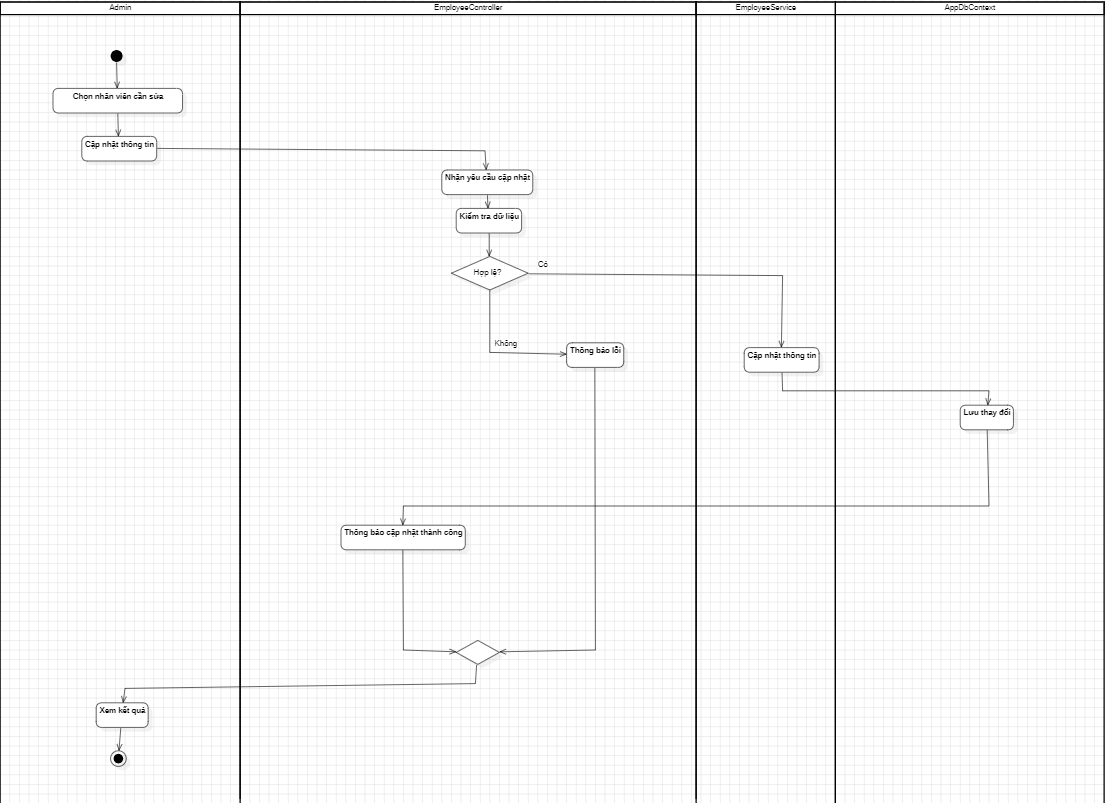 Admin
EmployeeController
EmployeeService
AppDbContext
Chọn nhân viên cần sửa
Cập nhật thông tin
Nhận yêu cầu cập nhật
Kiểm tra dữ liệu
Hợp lệ?
Có
Không
Thông báo lỗi
Cập nhật thông tin
Lưu thay đổi
Thông báo cập nhật thành công
Xem kết quả